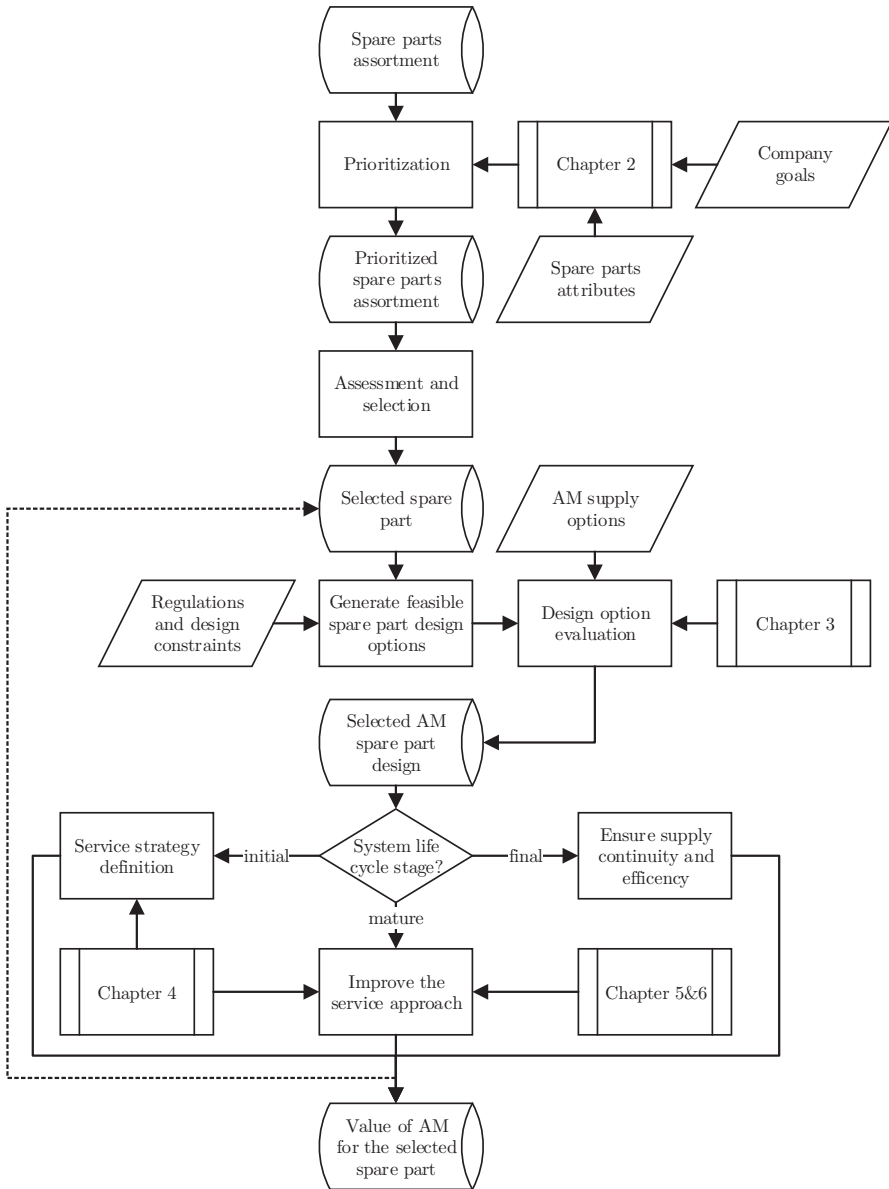 Spare parts
assortment
Prioritization
Chapter 2
Company
goals
Prioritized
spare parts
assortment
Spare parts
attributes
Assessment and
selection
Selected spare
part
AM supply
options
Regulations
and design
constraints
Generate feasible
spare part design
options
Design option
evaluation
Chapter 3
Selected AM
spare part
design
Service strategy
definition
initial
System life
cycle stage?
final
Ensure supply
continuity and
efficency
mature
Chapter 4
Improve the
service approach
Chapter 5&6
Value of AM
for the selected
spare part